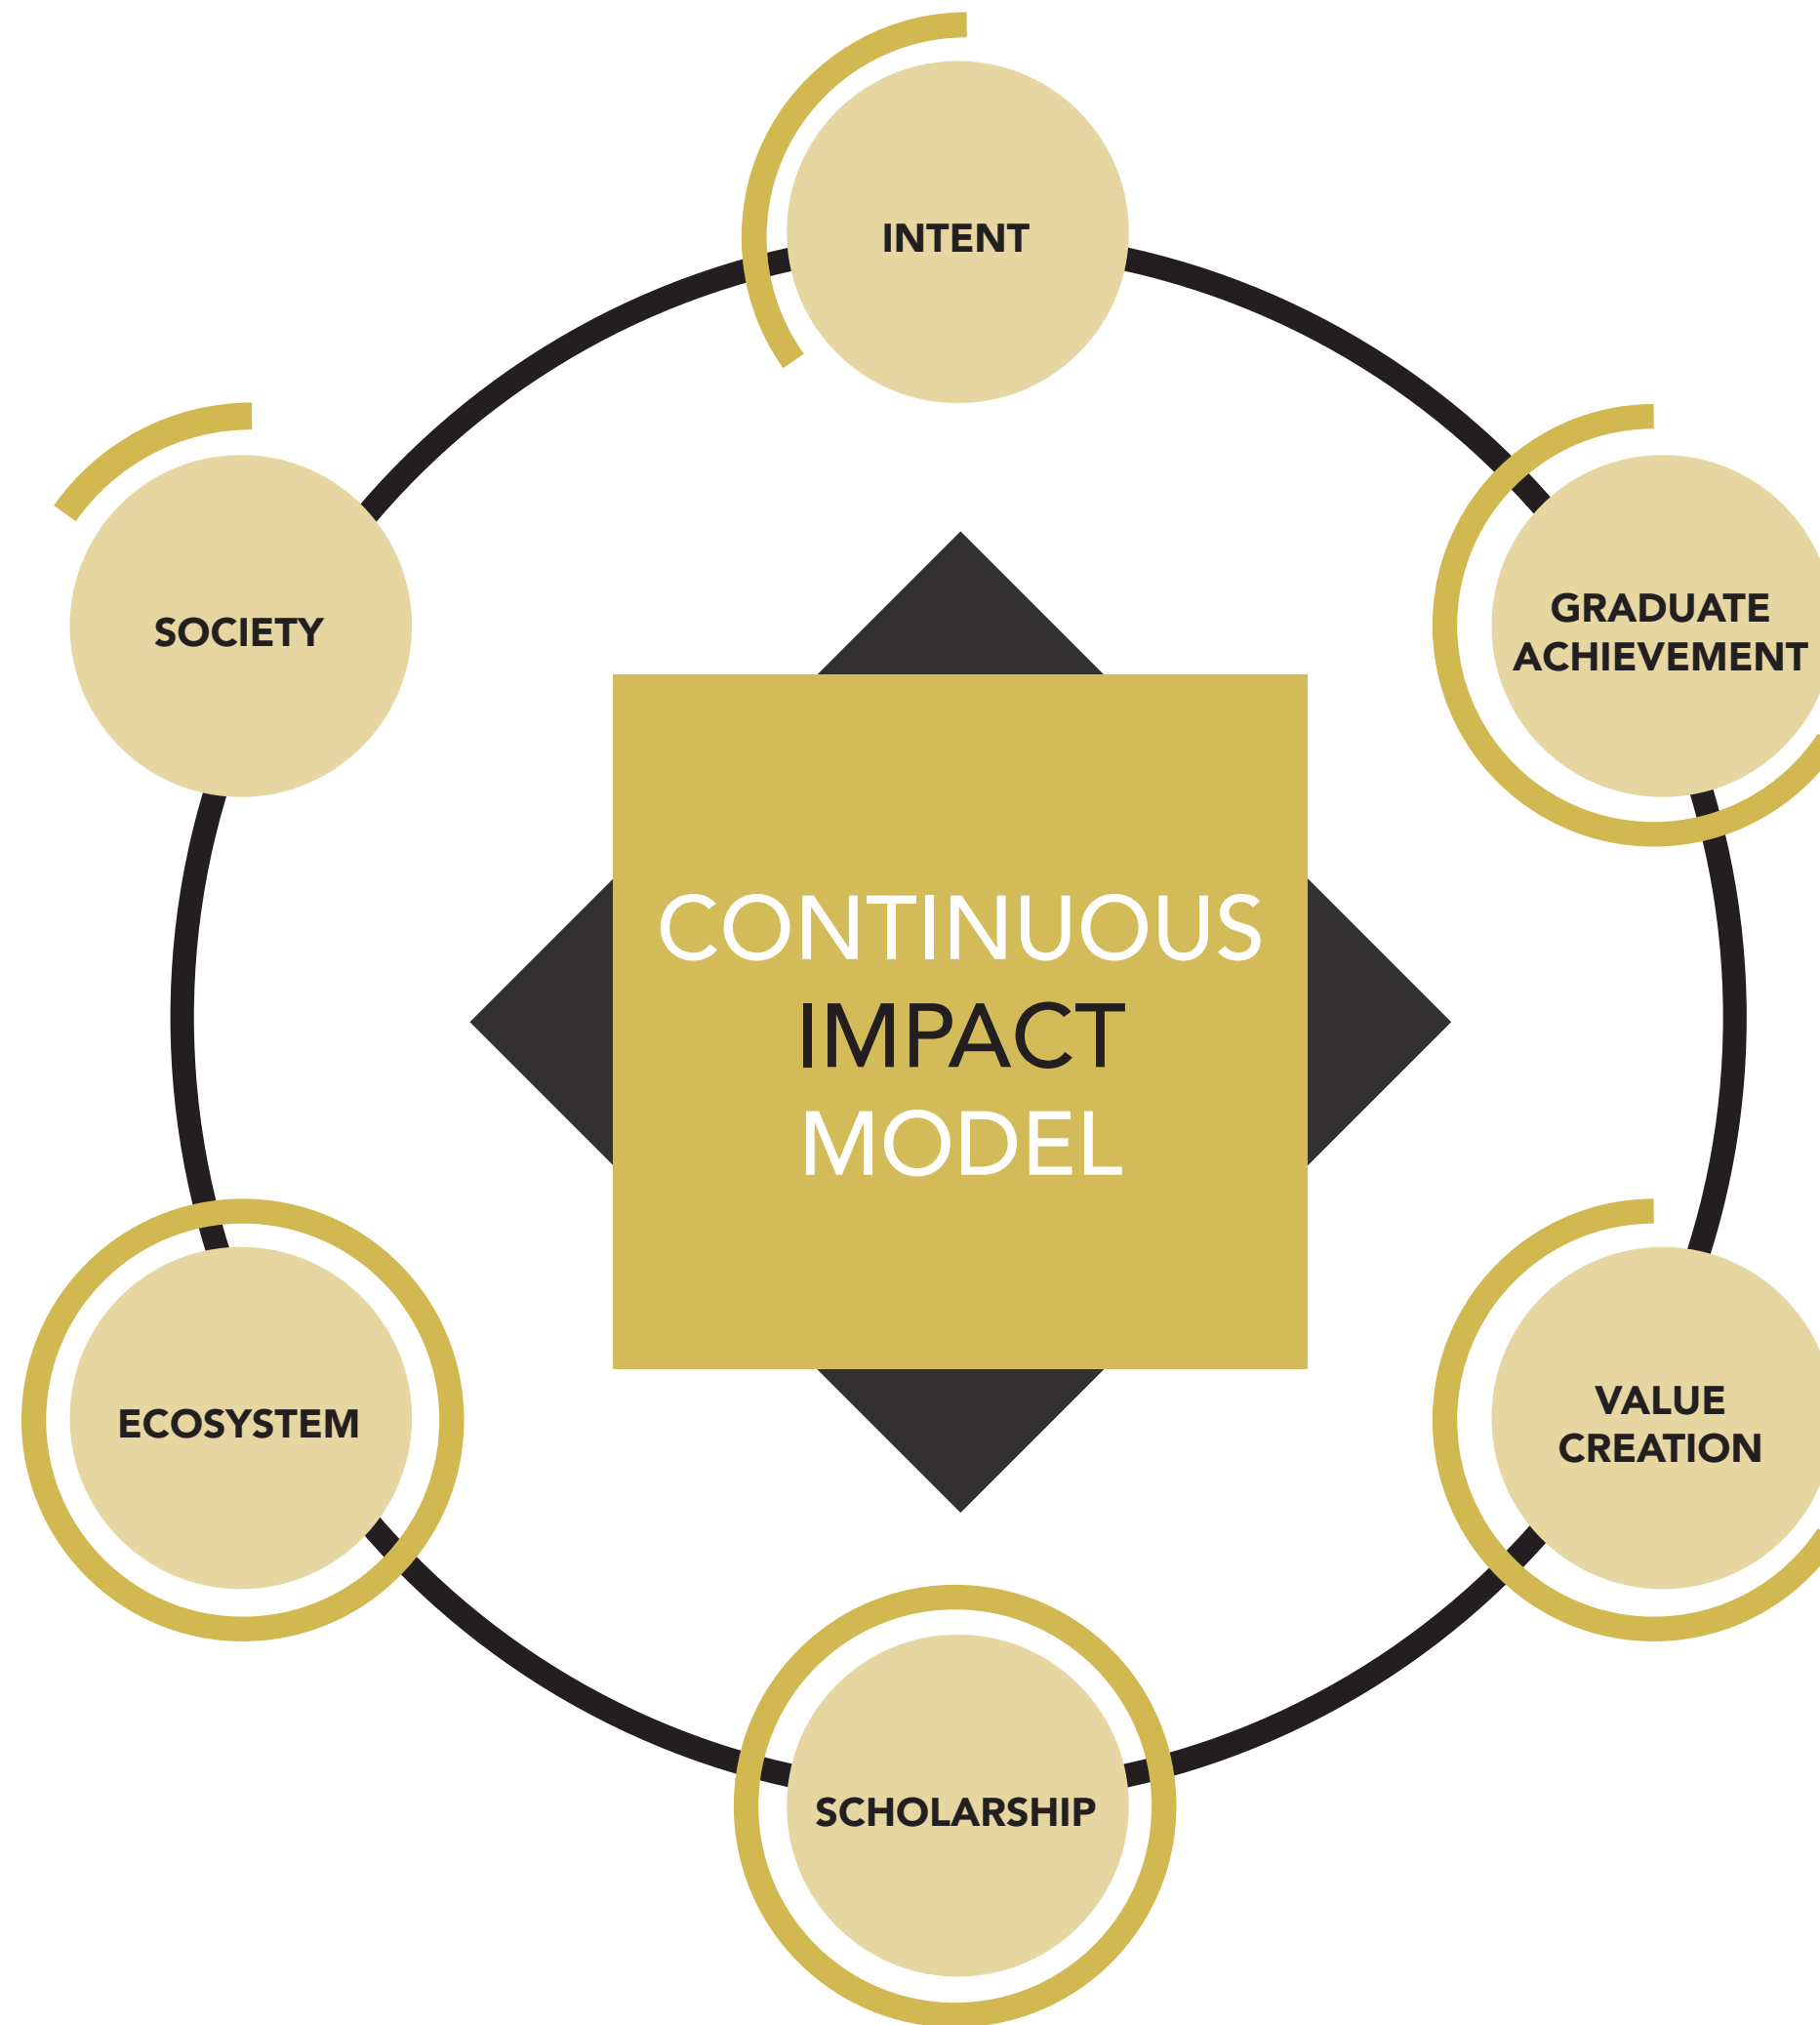 INTENT
SOCIETY
GRADUATE
ACHIEVEMENT
CONTINUOUS
IMPACT
MODEL
ECOSYSTEM
VALUE
CREATION
SCHOLARSHIP